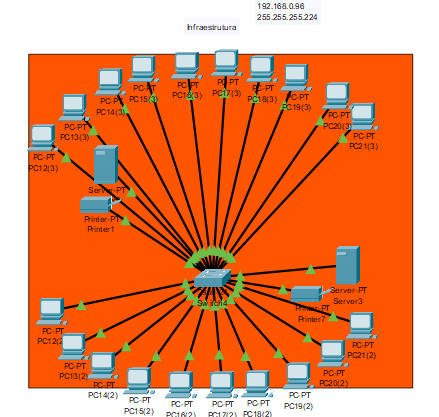 192.168.0.96
255.255.255.224
Infraestrutura
PC-PT
PC12(3)
PC-PT
PC13(3)
PC-PT
PC14(3)
PC-PT
PC15(3)
PC-PT
PC16(3)
PC-PT
PC17(3)
PC-PT
PC18(3)
PC-PT
PC19(3)
PC-PT
PC20(3)
PC-PT
PC21(3)
Server-PT
Printer-PT
Printer1
Switch4
Server-PT
Server3
Printer-PT
Printer7
PC-PT
PC12(2)
PC-PT
PC13(2)
PC-PT
PC14(2)
PC-PT
PC15(2)
PC-PT
PC16(2)
PC-PT
PC17(2)
PC-PT
PC18(2)
PC-PT
PC19(2)
PC-PT
PC20(2)
PC-PT
PC21(2)